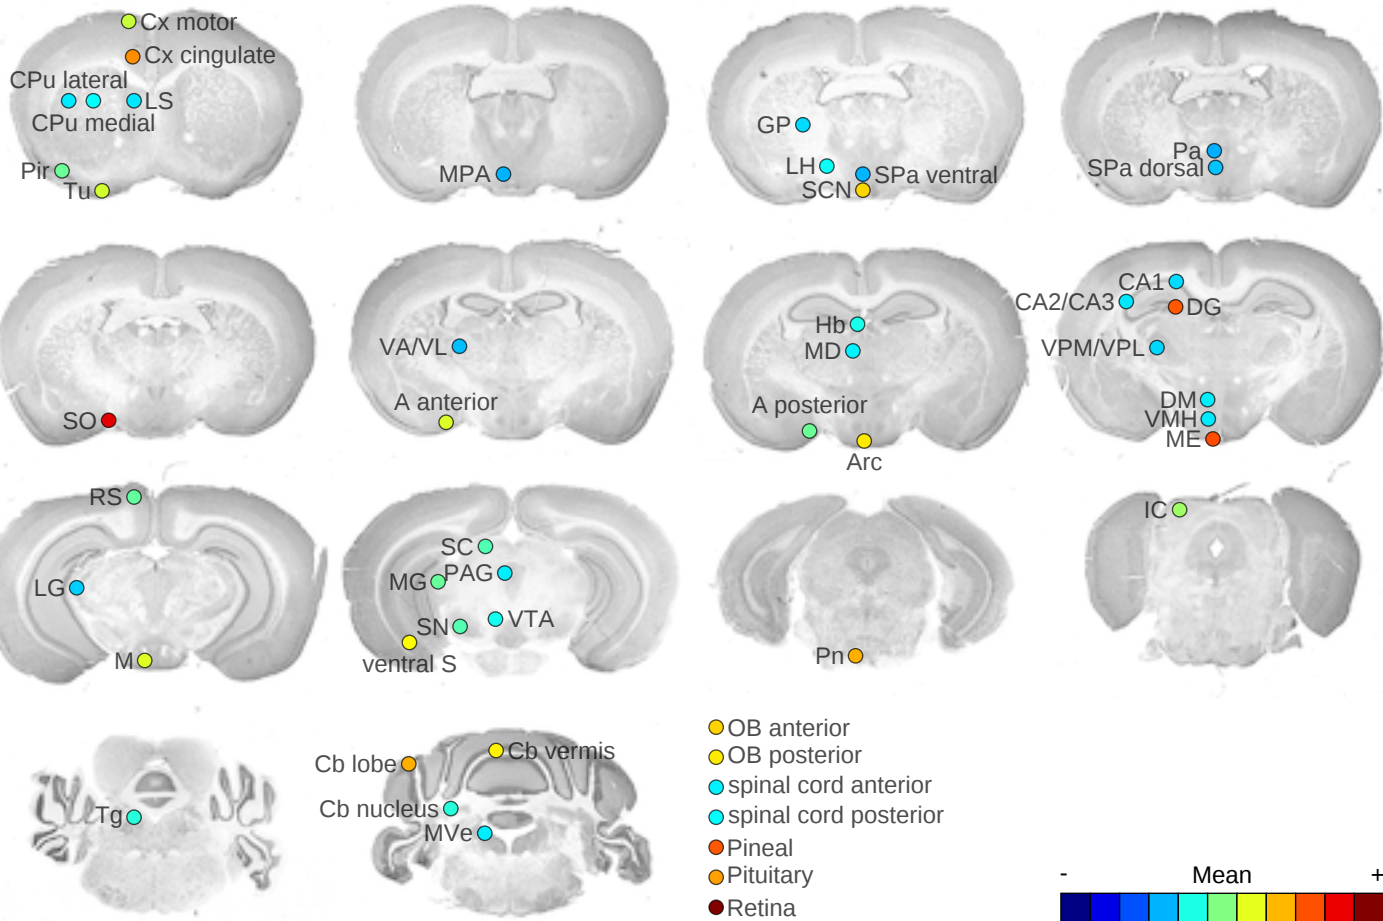 Cx motor
Cx cingulate
CPu lateral
LS
CPu medial
Pir
Tu
MPA
GP
LH
SPa ventral
SCN
Pa
SPa dorsal
SO
VA/VL
A anterior
Hb
MD
A posterior
Arc
CA1
CA2/CA3
DG
VPM/VPL
DM
VMH
ME
RS
LG
M
SC
MG
PAG
SN
VTA
ventral S
Pn
IC
Tg
Cb lobe
Cb vermis
Cb nucleus
MVe
OB anterior
OB posterior
spinal cord anterior
spinal cord posterior
Pineal
Pituitary
Retina
- Mean +